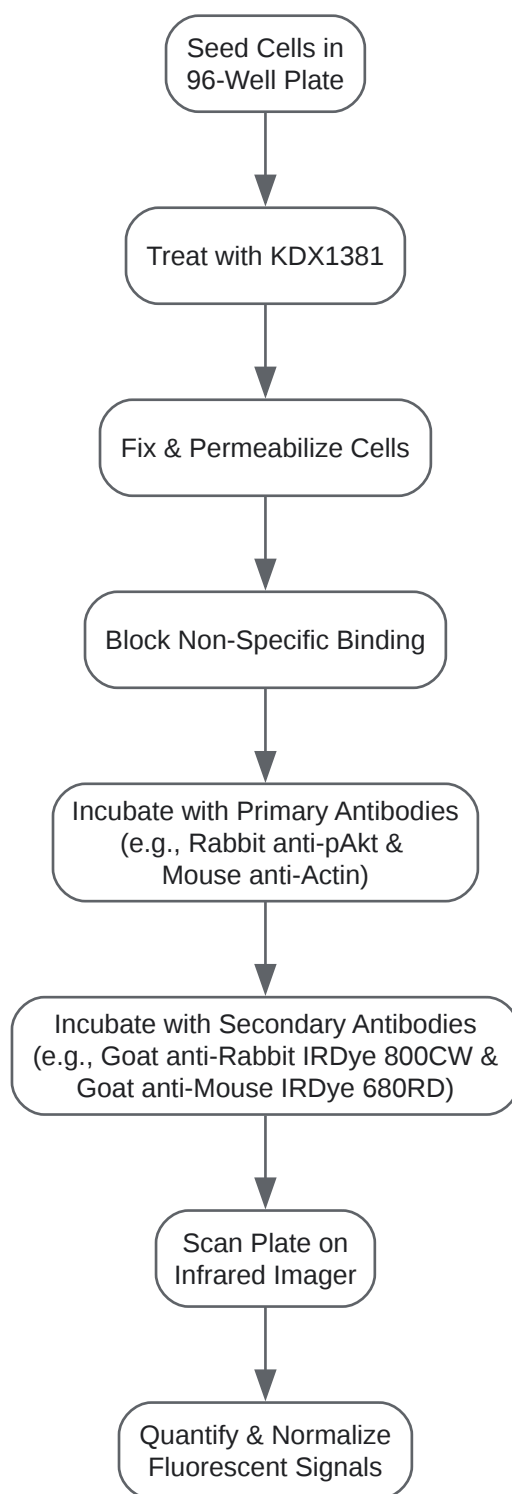 Seed Cells in
96-Well Plate
Treat with KDX1381
Fix & Permeabilize Cells
Block Non-Specific Binding
Incubate with Primary Antibodies
(e.g., Rabbit anti-pAkt &
Mouse anti-Actin)
Incubate with Secondary Antibodies
(e.g., Goat anti-Rabbit IRDye 800CW &
Goat anti-Mouse IRDye 680RD)
Scan Plate on
Infrared Imager
Quantify & Normalize
Fluorescent Signals